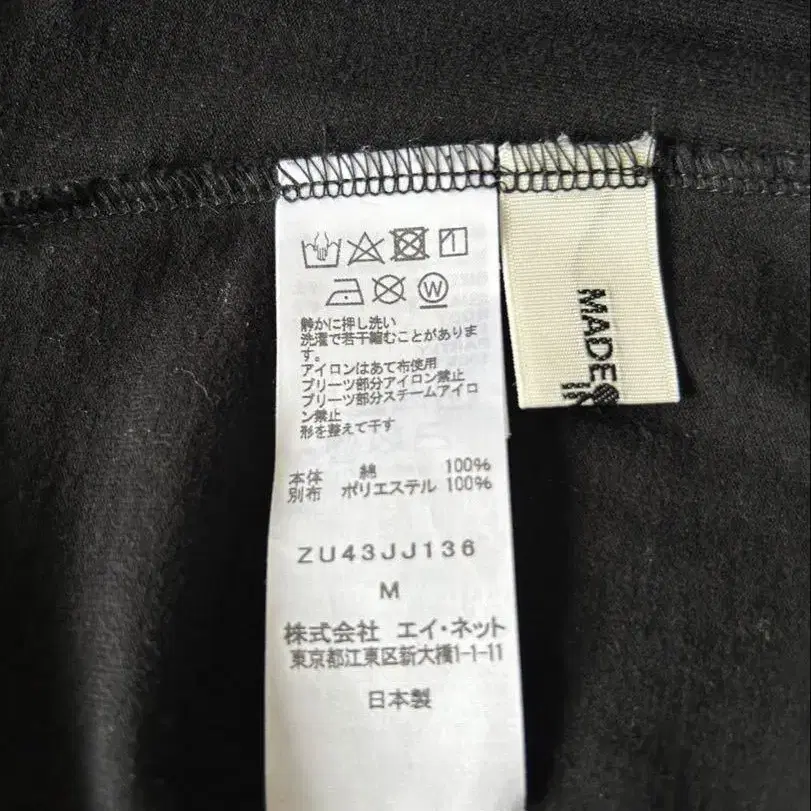 W
静かに押し洗い
洗濯で若干縮むことがありま
す。
アイロンはあて布使用
プリーツ部分アイロン禁止
プリーツ部分スチームアイロ
ン禁止
形を整えて干す
本体 綿 100%
別布 ポリエステル 100%
ZU43JJ136
M
株式会社 エイ・ネット
東京都江東区新大橋1-1-11
日本製
MADE
IN